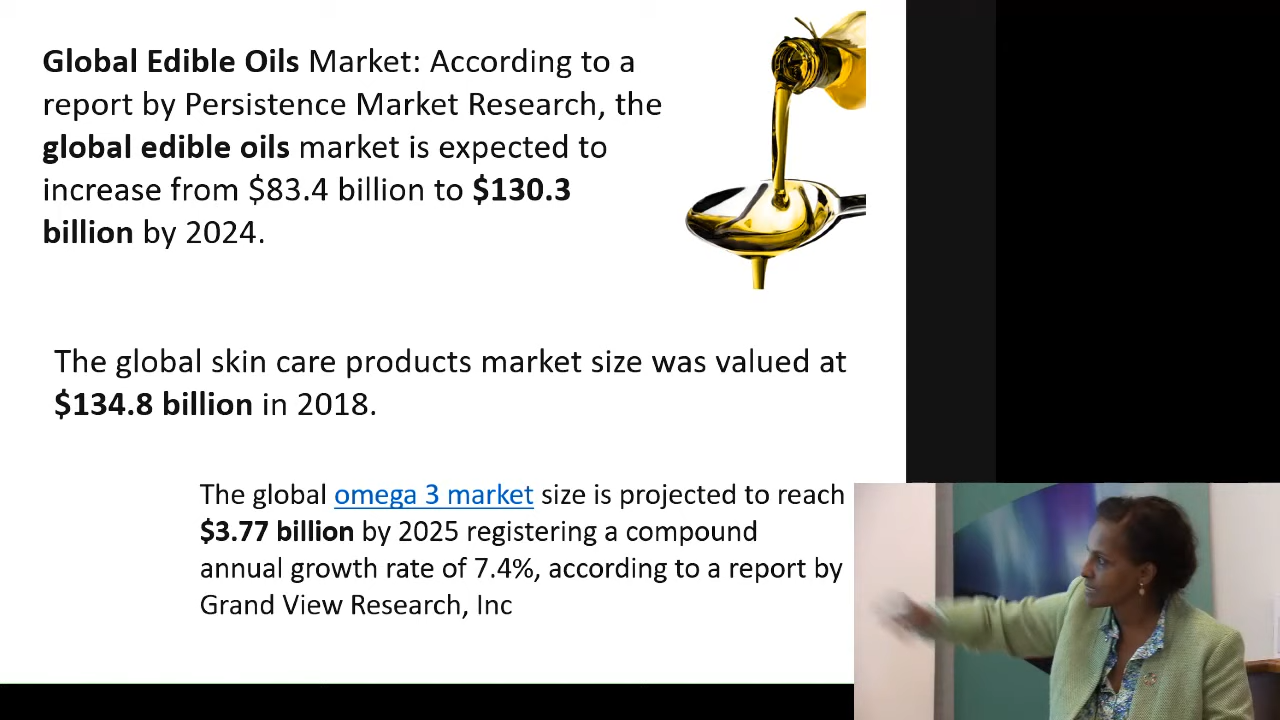 Global Edible Oils Market: According to a
report by Persistence Market Research, the
global edible oils market is expected to
increase from $83.4 billion to $130.3
billion by 2024.
The global skin care products market size was valued at
$134.8 billion in 2018.
The global omega 3 market size is projected to reach
$3.77 billion by 2025 registering a compound
annual growth rate of 7.4%, according to a report by
Grand View Research, Inc